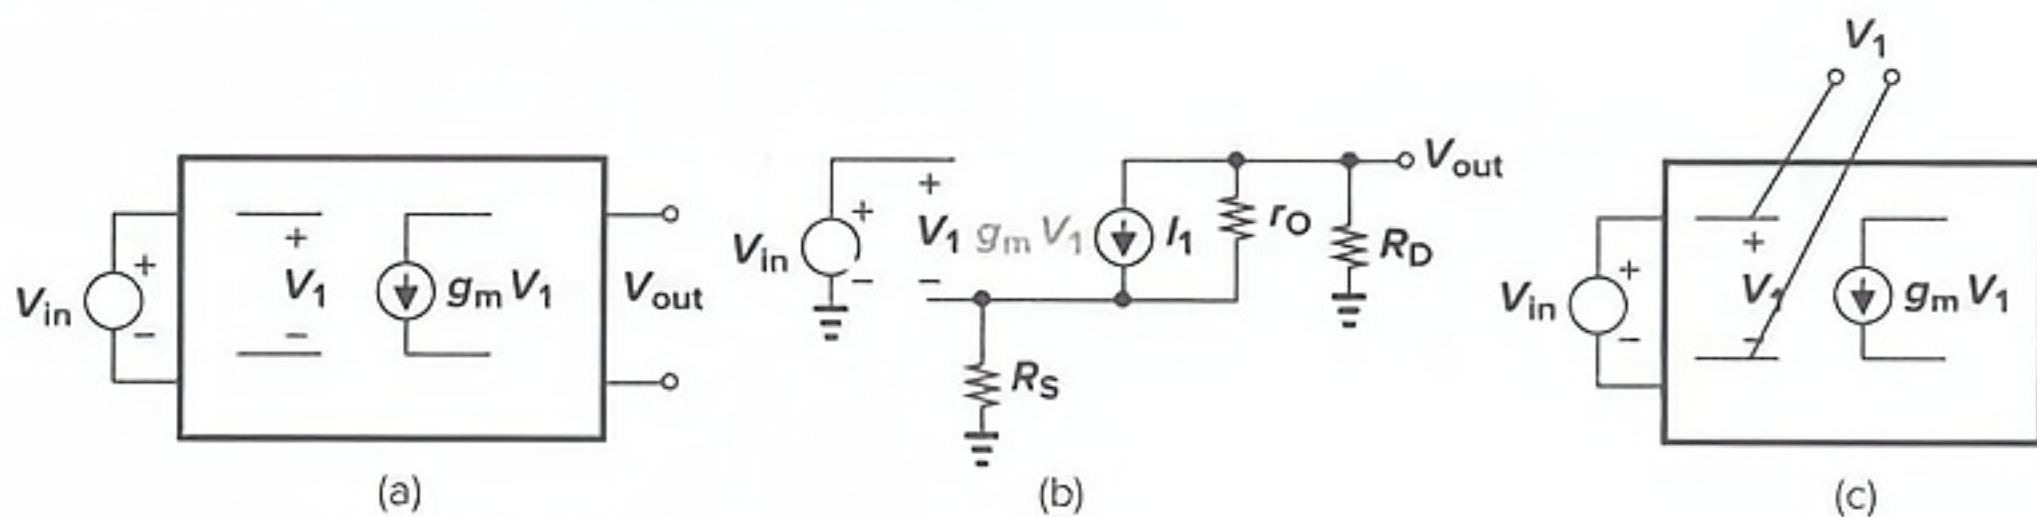 V1
Vin
+
−
+
V1
−
gm V1
Vout
(a)
Vin
+
−
+
V1
−
gm V1
I1
rO
RD
Vout
RS
(b)
Vin
+
−
+
V1
−
gm V1
(c)